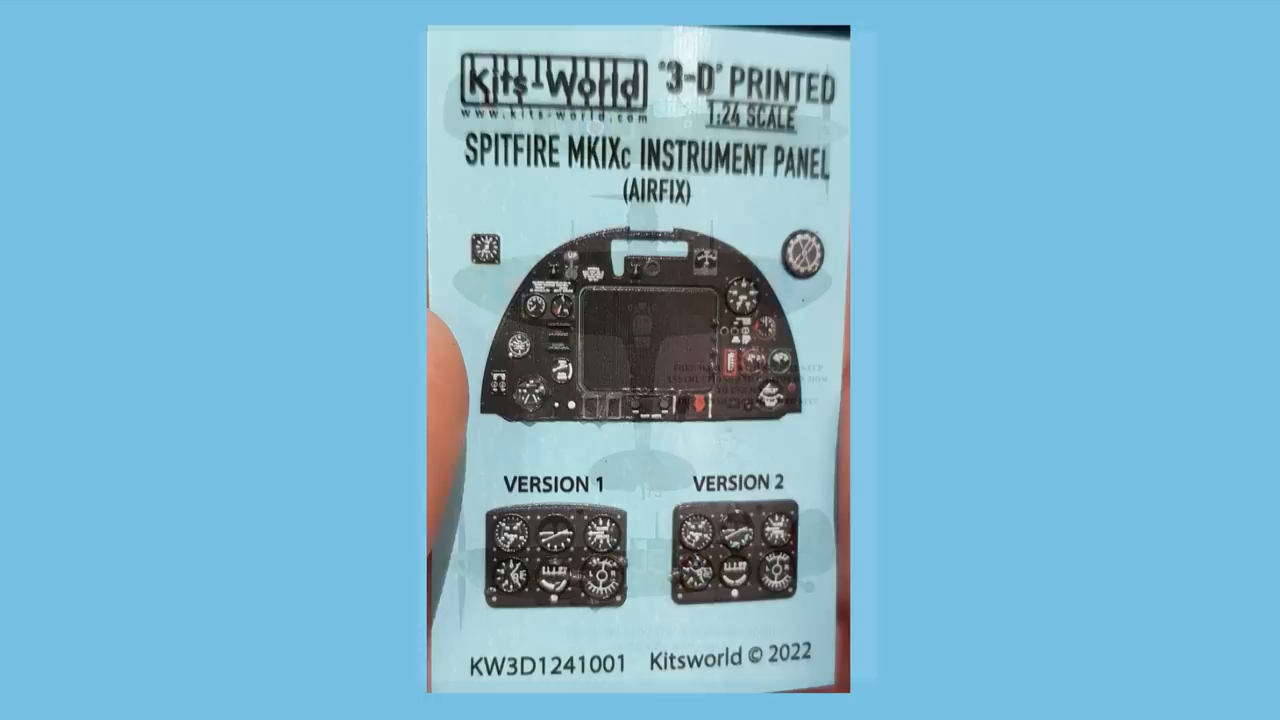 Kits-World
"3-D" PRINTED
www.kits-world.com
1:24 SCALE
SPITFIRE MKIXc INSTRUMENT PANEL
(AIRFIX)
VERSION 1
VERSION 2
KW3D1241001
Kitsworld © 2022